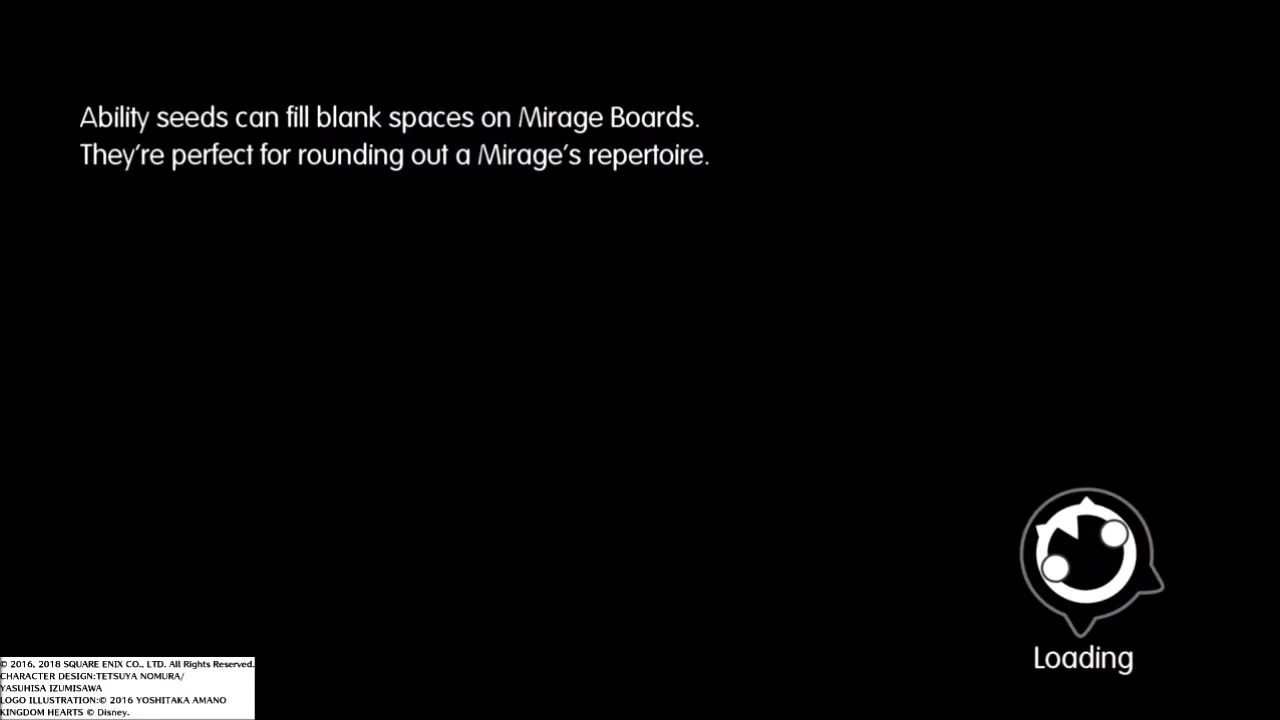 Ability seeds can fill blank spaces on Mirage Boards.
They're perfect for rounding out a Mirage's repertoire.
Loading
© 2016, 2018 SQUARE ENIX CO., LTD. All Rights Reserved.
CHARACTER DESIGN:TETSUYA NOMURA/
YASUHISA IZUMISAWA
LOGO ILLUSTRATION:© 2016 YOSHITAKA AMANO
KINGDOM HEARTS © Disney.